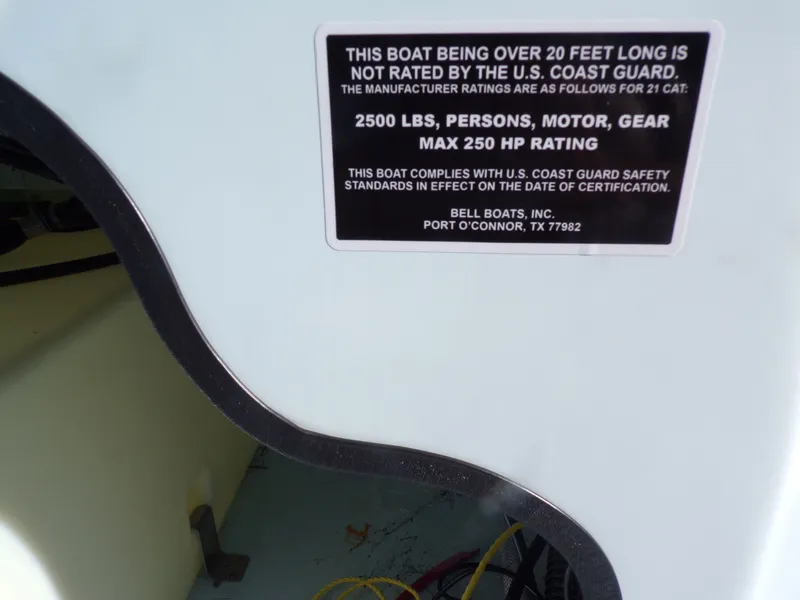 THIS BOAT BEING OVER 20 FEET LONG IS
NOT RATED BY THE U.S. COAST GUARD.
THE MANUFACTURER RATINGS ARE AS FOLLOWS FOR 21 CAT:
2500 LBS, PERSONS, MOTOR, GEAR
MAX 250 HP RATING
THIS BOAT COMPLIES WITH U.S. COAST GUARD SAFETY
STANDARDS IN EFFECT ON THE DATE OF CERTIFICATION.
BELL BOATS, INC.
PORT O'CONNOR, TX 77982